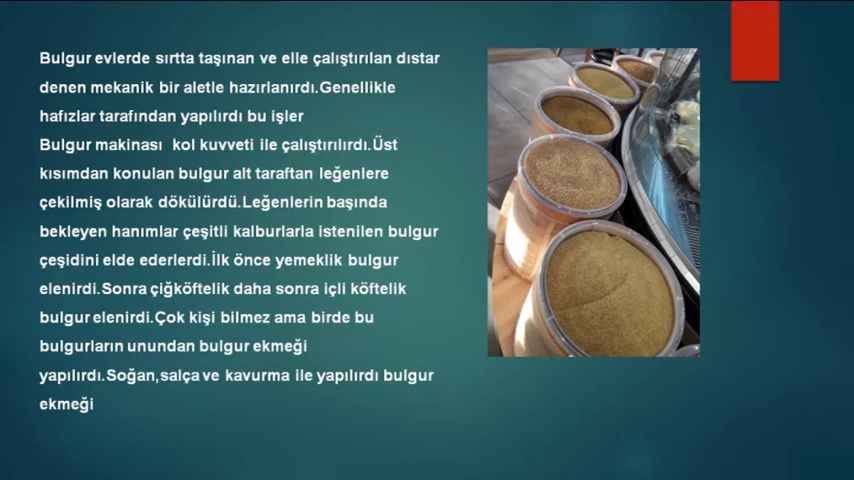 Bulgur evlerde sırtta taşınan ve elle çalıştırılan dıstar
denen mekanik bir aletle hazırlanırdı.Genellikle
hafızlar tarafından yapılırdı bu işler
Bulgur makinası kol kuvveti ile çalıştırılırdı.Üst
kısımdan konulan bulgur alt taraftan leğenlere
çekilmiş olarak dökülürdü.Leğenlerin başında
bekleyen hanımlar çeşitli kalburlarla istenilen bulgur
çeşidini elde ederlerdi.İlk önce yemeklik bulgur
elenirdi.Sonra çiğköftelik daha sonra içli köftelik
bulgur elenirdi.Çok kişi bilmez ama birde bu
bulgurların unundan bulgur ekmeği
yapılırdı.Soğan,salça ve kavurma ile yapılırdı bulgur
ekmeği